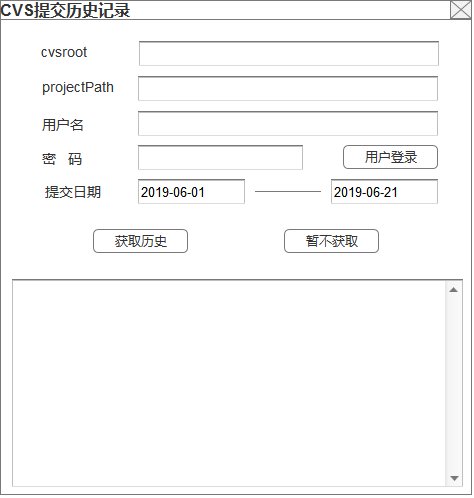 CVS提交历史记录
cvsroot
projectPath
用户名
密 码 用户登录
提交日期 2019-06-01 2019-06-21
获取历史 暂不获取